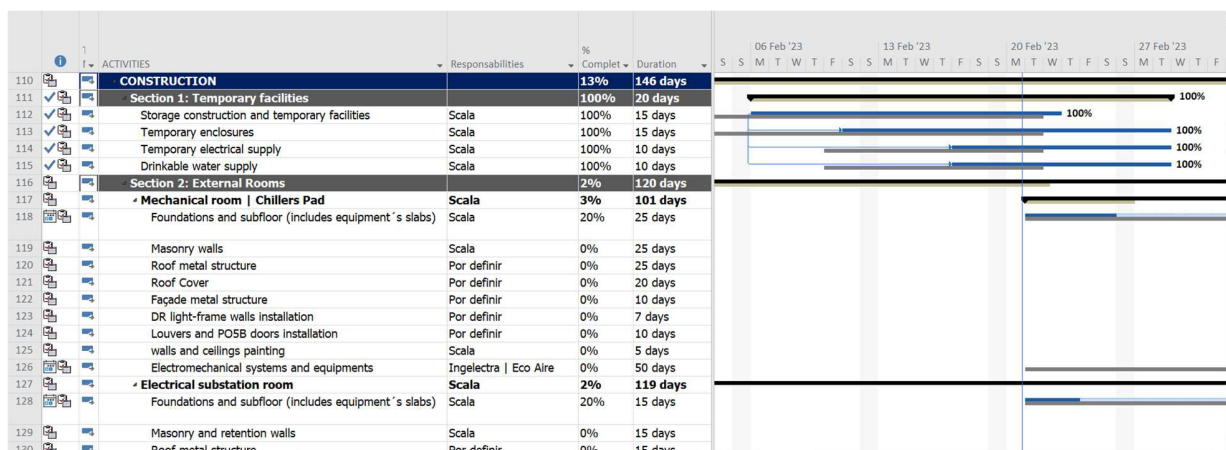 %
06 Feb '23 13 Feb '23 20 Feb '23 27 Feb '23
ACTIVITIES Responsabilities Complet Duration S S M T W T F S S M T W T F S S M T W T F S S M T W T F
110 CONSTRUCTION 13% 146 days
111 Section 1: Temporary facilities 100% 20 days 100%
112 Storage construction and temporary facilities Scala 100% 15 days 100%
113 Temporary enclosures Scala 100% 15 days 100%
114 Temporary electrical supply Scala 100% 10 days 100%
115 Drinkable water supply Scala 100% 10 days 100%
116 Section 2: External Rooms 2% 120 days
117 Mechanical room | Chillers Pad Scala 3% 101 days
118 Foundations and subfloor (includes equipment´s slabs) Scala 20% 25 days
119 Masonry walls Scala 0% 25 days
120 Roof metal structure Por definir 0% 25 days
121 Roof Cover Por definir 0% 20 days
122 Façade metal structure Por definir 0% 10 days
123 DR light-frame walls installation Por definir 0% 7 days
124 Louvers and PO5B doors installation Por definir 0% 10 days
125 walls and ceilings painting Scala 0% 5 days
126 Electromechanical systems and equipments Ingelectra | Eco Aire 0% 50 days
127 Electrical substation room Scala 2% 119 days
128 Foundations and subfloor (includes equipment´s slabs) Scala 20% 15 days
129 Masonry and retention walls Scala 0% 15 days
130 Roof metal structure Por definir 0% 15 days